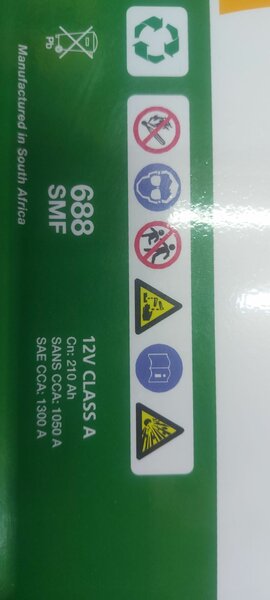 Pb
Manufactured in South Africa
688
SMF
12V CLASS A
Cn: 210 Ah
SANS CCA: 1050 A
SAE CCA: 1300 A